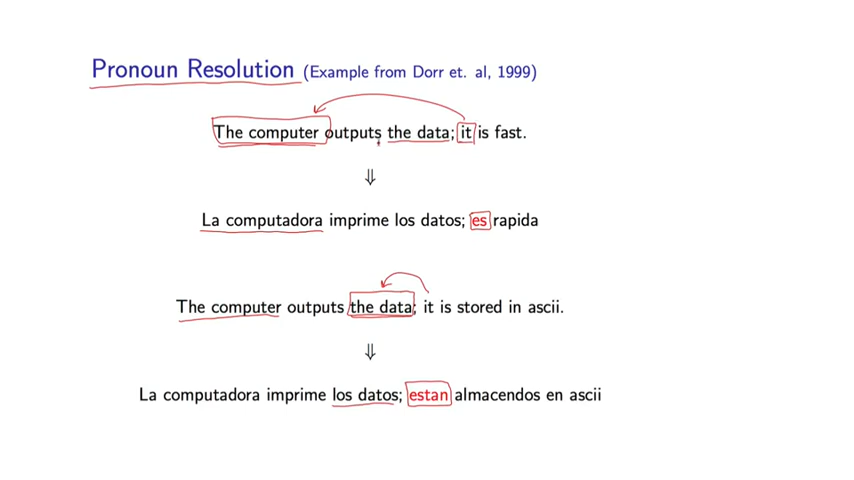 Pronoun Resolution (Example from Dorr et. al, 1999)
The computer outputs the data; it is fast.
⇓
La computadora imprime los datos; es rapida
The computer outputs the data; it is stored in ascii.
⇓
La computadora imprime los datos; estan almacendos en ascii